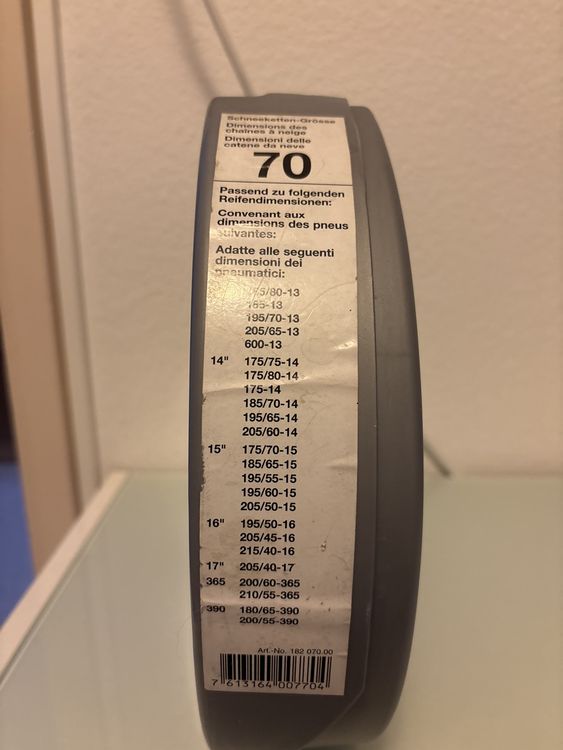 Schneeketten-Grösse
Dimensions des
chaînes à neige
Dimensioni delle
catene da neve
70
Passend zu folgenden
Reifendimensionen:
Convenant aux
dimensions des pneus
suivantes:
Adatte alle seguenti
dimensioni dei
pneumatici:
195/70-13
205/65-13
600-13
14" 175/75-14
175/80-14
175-14
185/70-14
195/65-14
205/60-14
15" 175/70-15
185/65-15
195/55-15
195/60-15
205/50-15
16" 195/50-16
205/45-16
215/40-16
17" 205/40-17
365 200/60-365
210/55-365
390 180/65-390
200/55-390
Art.-No. 182 070.00
7 613164 007704